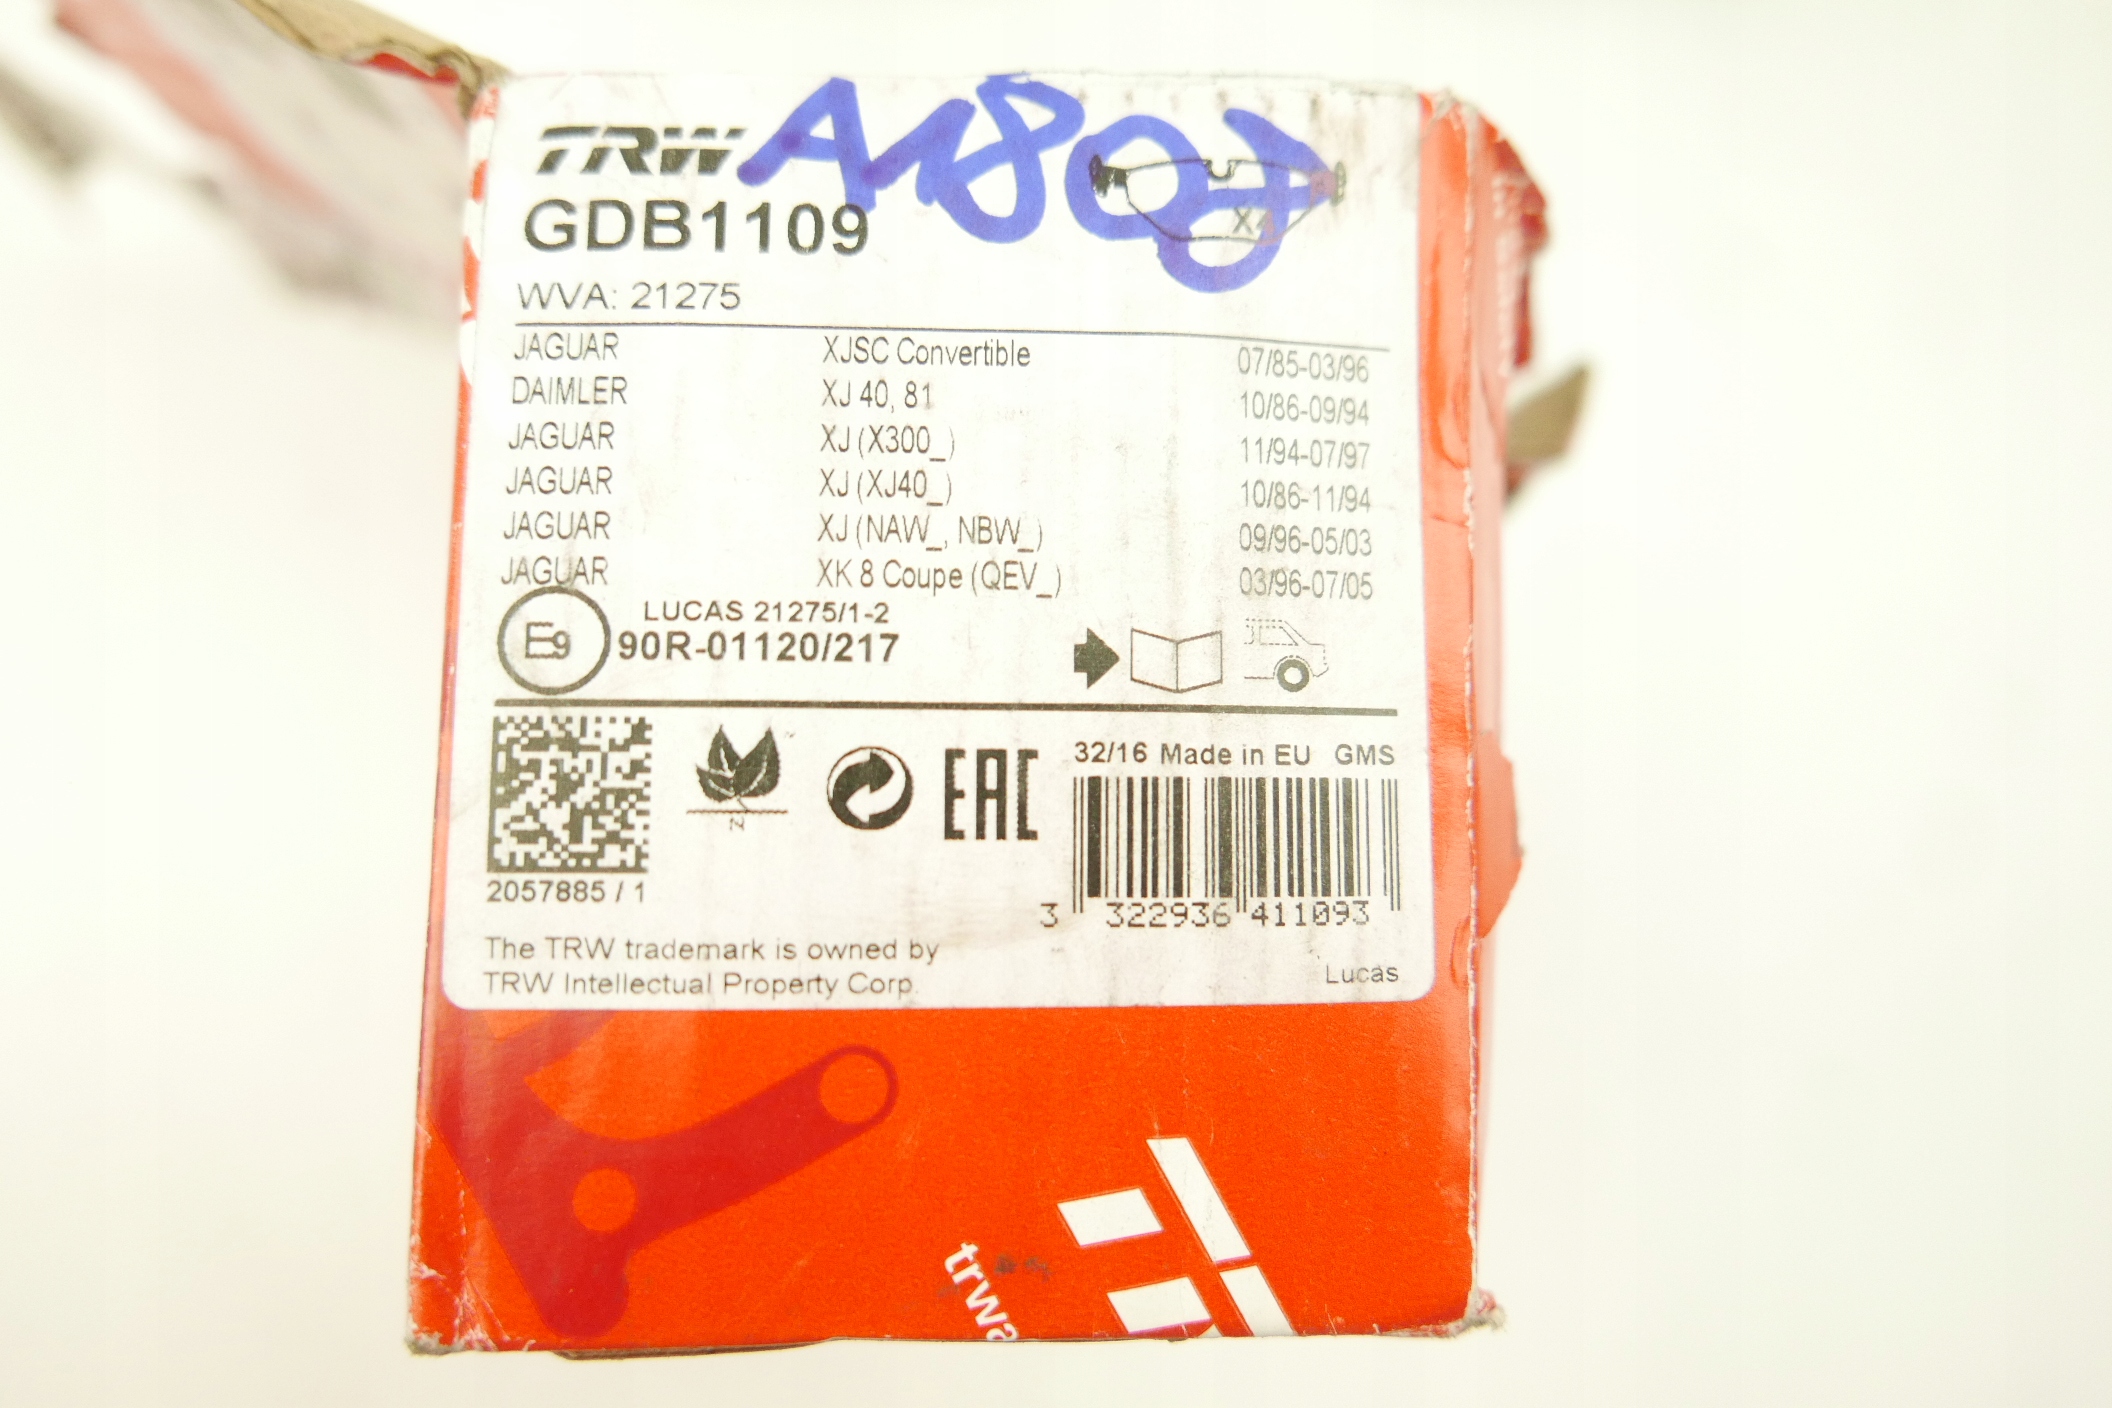 TRW
GDB1109
WVA: 21275
JAGUAR XJSC Convertible 07/85-03/96
DAIMLER XJ 40, 81 10/86-09/94
JAGUAR XJ (X300_) 11/94-07/97
JAGUAR XJ (XJ40_) 10/86-11/94
JAGUAR XJ (NAW_, NBW_) 09/96-05/03
JAGUAR XK 8 Coupe (QEV_) 03/96-07/05
LUCAS 21275/1-2
E9 90R-01120/217
32/16 Made in EU GMS
EAC
N
2057885 / 1
3 322936 411093
The TRW trademark is owned by
TRW Intellectual Property Corp.
Lucas
trwa